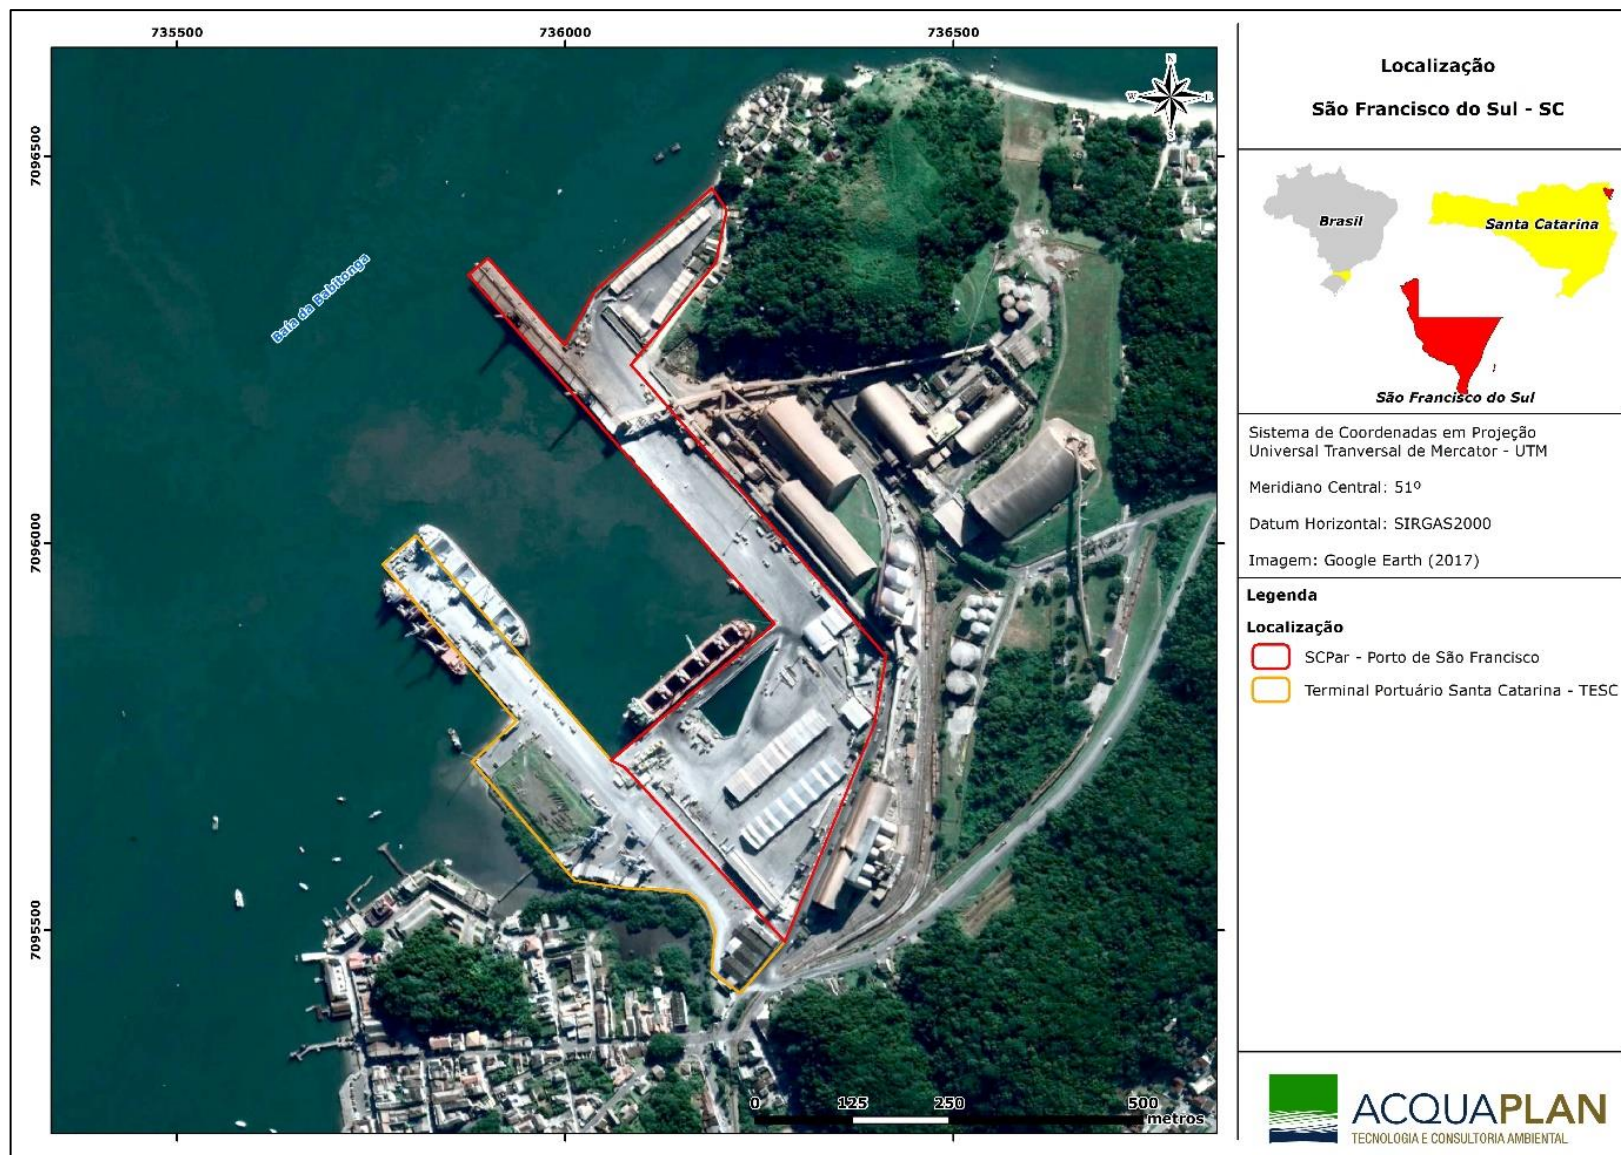 735500
736000
736500
7096500
7096000
7095500
Baía da Babitonga
N
W
E
S
0
125
250
500
metros
Localização
São Francisco do Sul - SC
Brasil
Santa Catarina
São Francisco do Sul
Sistema de Coordenadas em Projeção
Universal Tranversal de Mercator - UTM
Meridiano Central: 51º
Datum Horizontal: SIRGAS2000
Imagem: Google Earth (2017)
Legenda
Localização
SCPar - Porto de São Francisco
Terminal Portuário Santa Catarina - TESC
ACQUAPLAN
TECNOLOGIA E CONSULTORIA AMBIENTAL